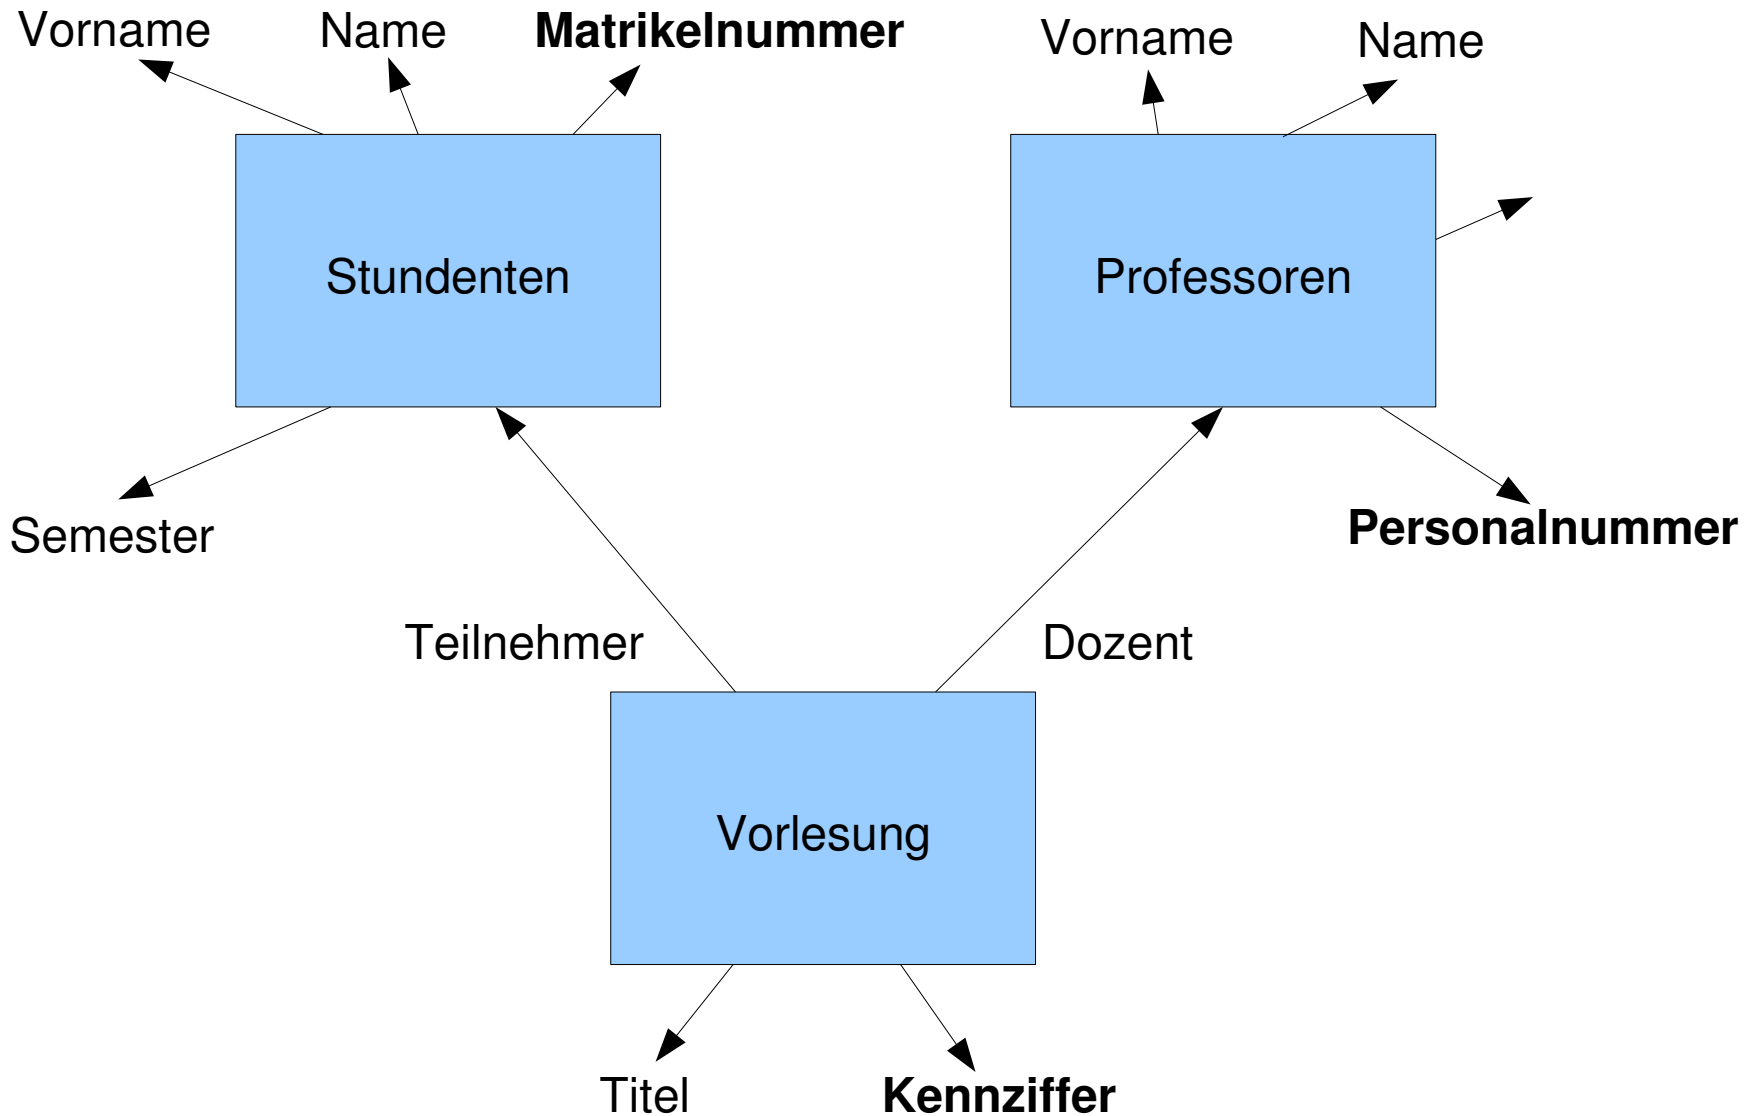 Vorname
Name
Matrikelnummer
Vorname
Name
Stundenten
Professoren
Semester
Personalnummer
Teilnehmer
Dozent
Vorlesung
Titel
Kennziffer